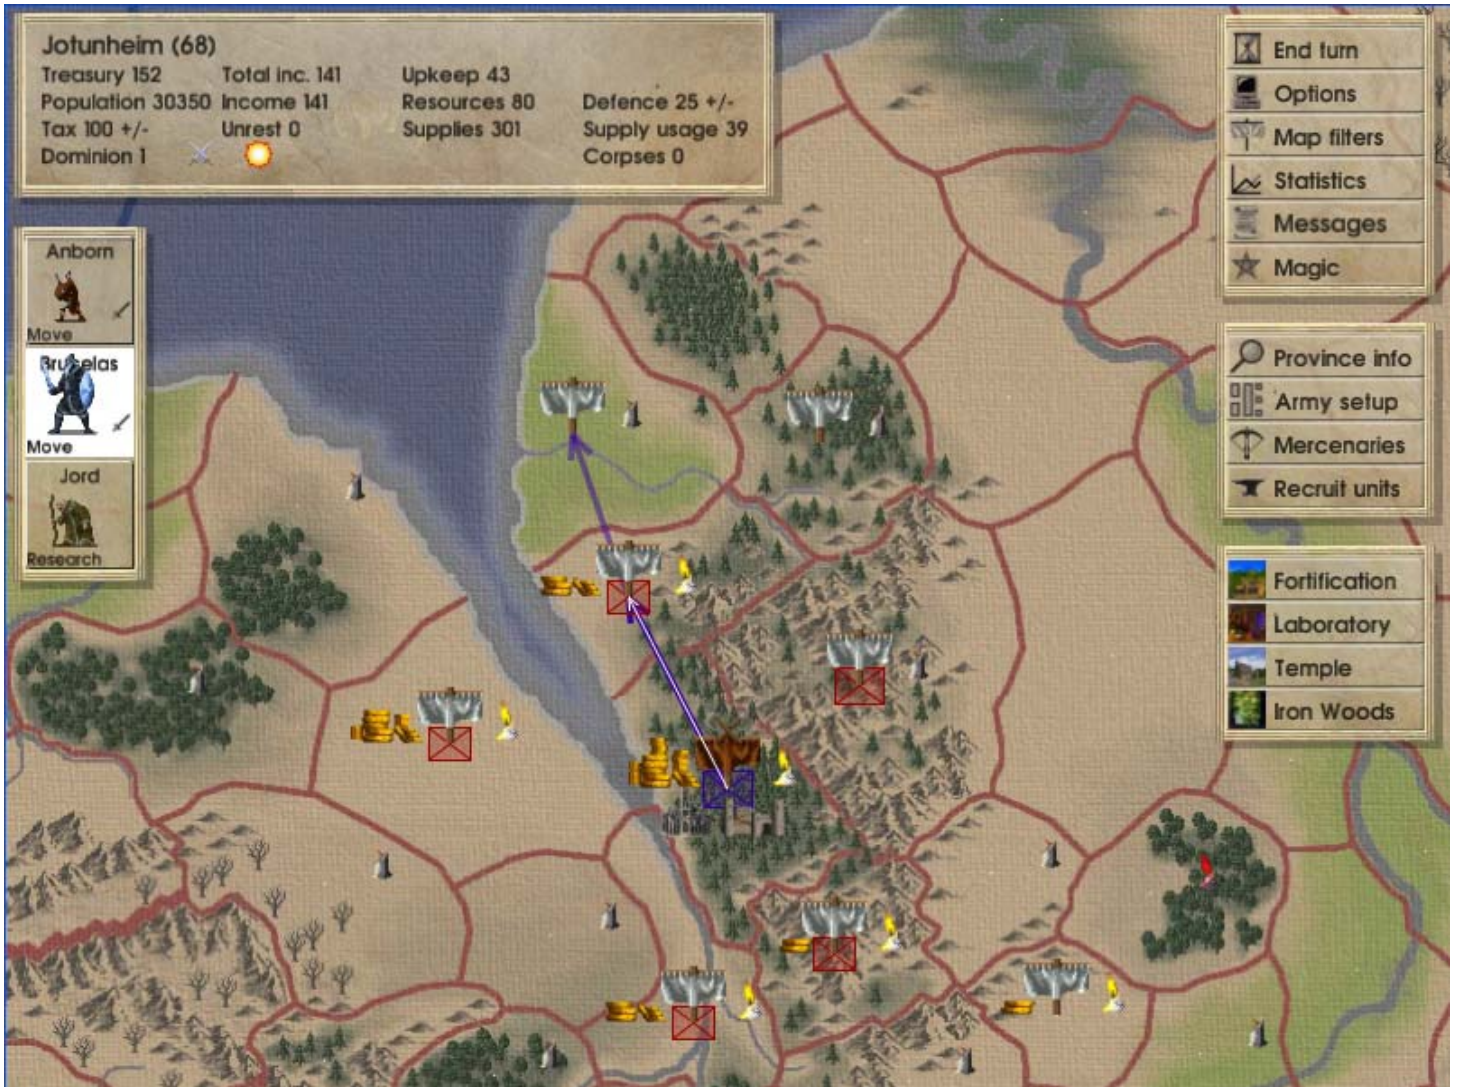 Jotunheim (68)
Treasury 152 Total inc. 141 Upkeep 43
Population 30350 Income 141 Resources 80 Defence 25 +/-
Tax 100 +/- Unrest 0 Supplies 301 Supply usage 39
Dominion 1 Corpses 0
Anborn
Move
Bruselas
Move
Jord
Research
End turn
Options
Map filters
Statistics
Messages
Magic
Province info
Army setup
Mercenaries
Recruit units
Fortification
Laboratory
Temple
Iron Woods